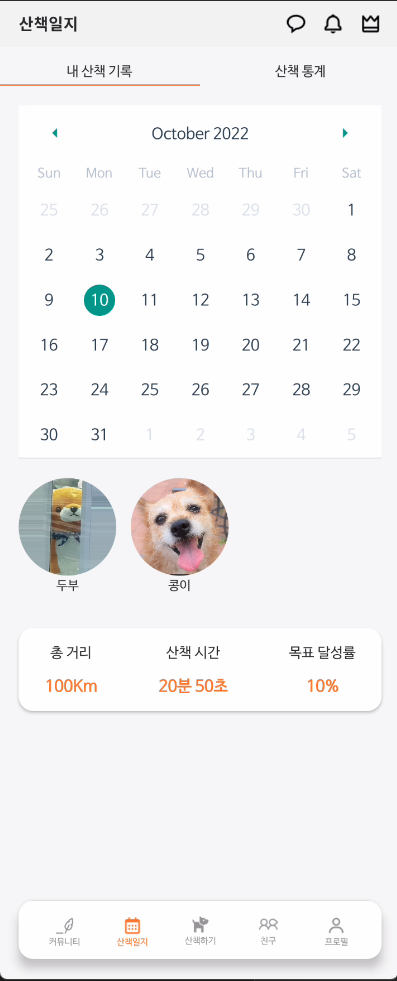 산책일지
내 산책 기록 산책 통계
October 2022
Sun Mon Tue Wed Thu Fri Sat
25 26 27 28 29 30 1
2 3 4 5 6 7 8
9 10 11 12 13 14 15
16 17 18 19 20 21 22
23 24 25 26 27 28 29
30 31 1 2 3 4 5
두부 콩이
총 거리 산책 시간 목표 달성률
100Km 20분 50초 10%
커뮤니티 산책일지 산책하기 친구 프로필